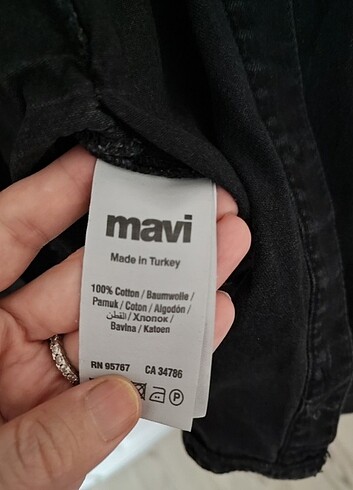 mavi
Made in Turkey
100% Cotton / Baumwolle /
Pamuk / Coton / Algodón /
القطن / Хлопок /
Bavlna / Katoen
RN 95767 CA 34786
P